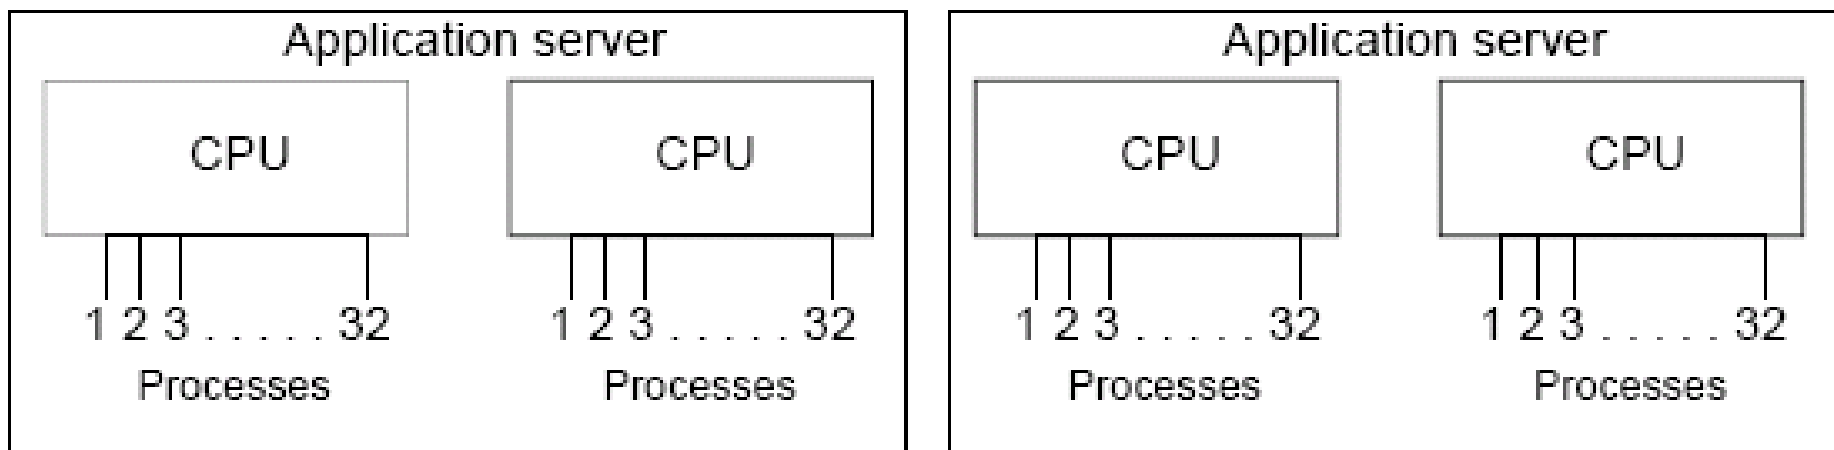 Application server
CPU
CPU
1 2 3 . . . . . 32
1 2 3 . . . . . 32
Processes
Processes
Application server
CPU
CPU
1 2 3 . . . . . 32
1 2 3 . . . . . 32
Processes
Processes